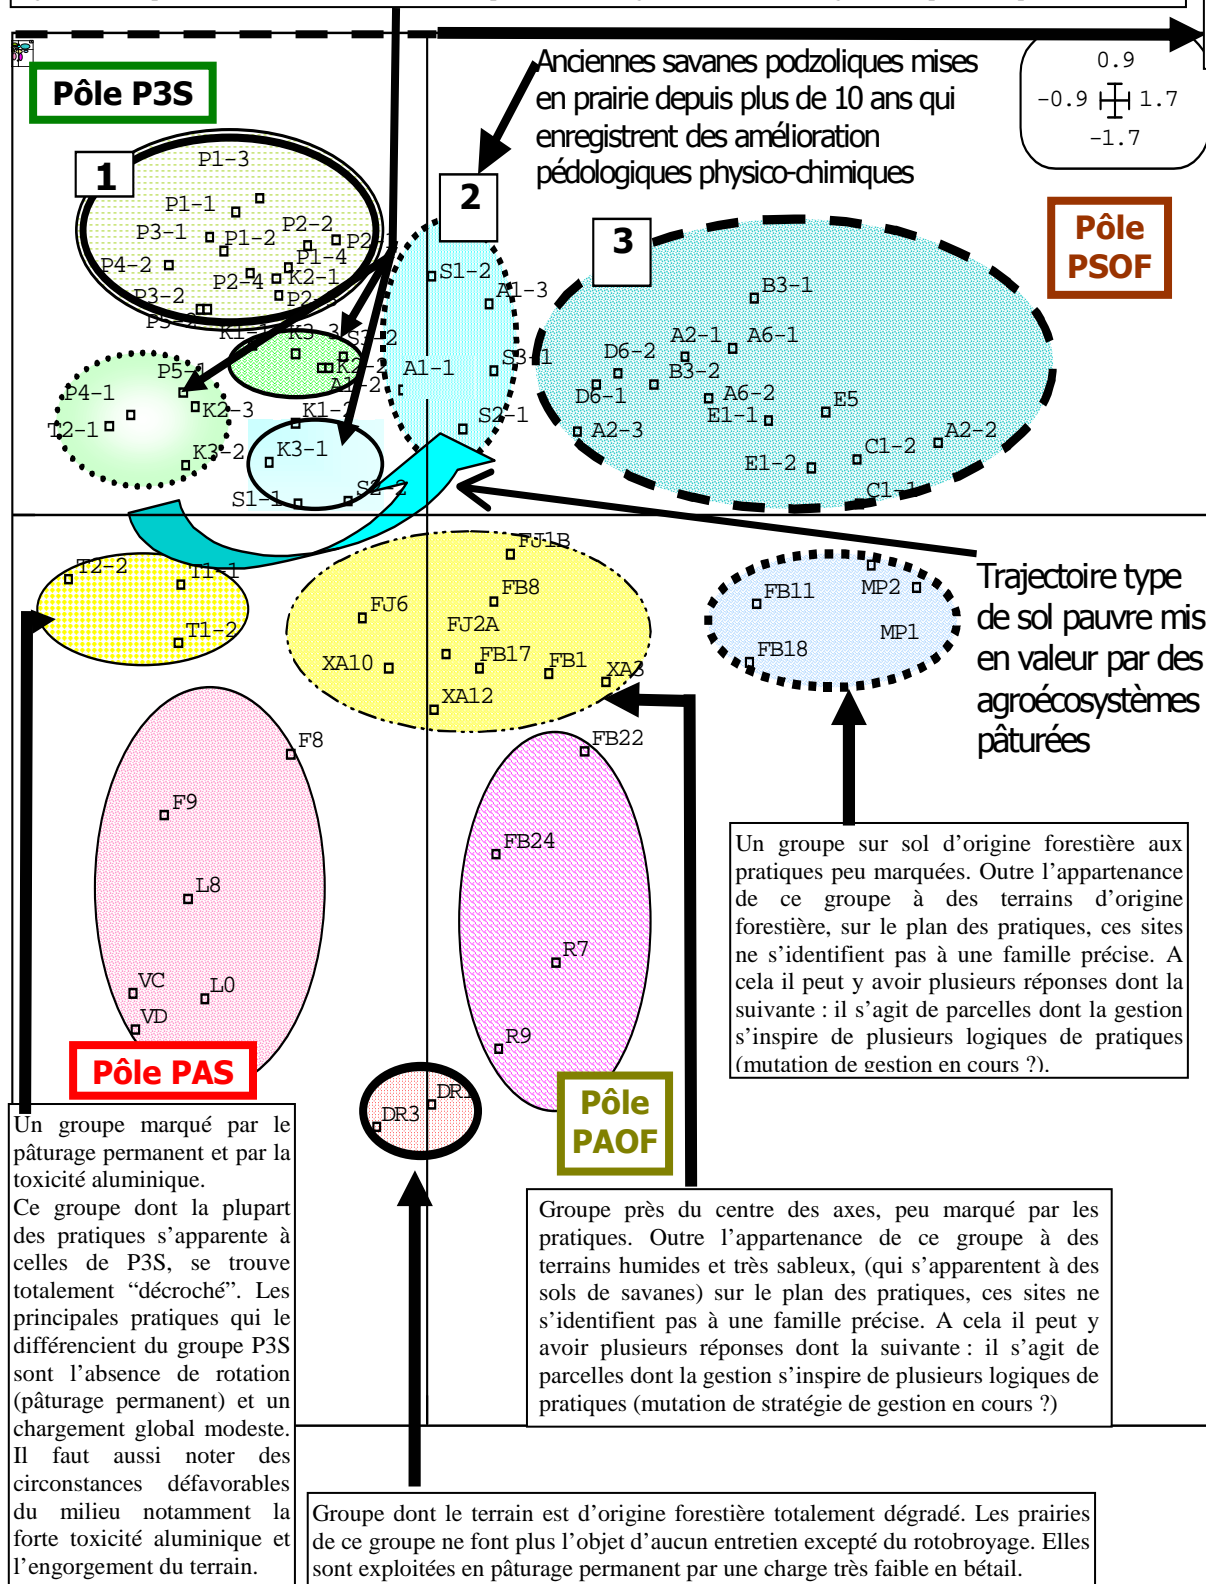 Anciennes savanes podzoliques mises
en prairie depuis plus de 10 ans qui
enregistrent des amélioration
pédologiques physico-chimiques
0.9
-0.9 1.7
-1.7
Pôle P3S
1
2
3
Pôle
PSOF
P1-3
P1-1
P3-1
P1-2
P2-2
P2-1
P4-2
P1-4
P2-4
K2-1
P3-2
K1-1
K3-3
S3-2
K2-2
A1-2
P5-1
P4-1
K2-3
T2-1
K3-2
K1-2
K3-1
S1-1
S2-2
S1-2
A1-3
A1-1
S3-1
S2-1
B3-1
A2-1
A6-1
D6-2
B3-2
D6-1
A6-2
E5
E1-1
A2-3
A2-2
C1-2
E1-2
C1-1
T2-2
T1-1
T1-2
FJ1B
FB8
FJ6
FJ2A
XA10
FB17
FB1
XA3
XA12
FB11
MP2
MP1
FB18
Trajectoire type
de sol pauvre mis
en valeur par des
agroécosystèmes
pâturées
F8
F9
L8
VC
L0
VD
Pôle PAS
FB22
FB24
R7
R9
DR3
Pôle
PAOF
Un groupe sur sol d’origine forestière aux
pratiques peu marquées. Outre l’appartenance
de ce groupe à des terrains d’origine
forestière, sur le plan des pratiques, ces sites
ne s’identifient pas à une famille précise. A
cela il peut y avoir plusieurs réponses dont la
suivante : il s’agit de parcelles dont la gestion
s’inspire de plusieurs logiques de pratiques
(mutation de gestion en cours ?).
Un groupe marqué par le
pâturage permanent et par la
toxicité aluminique.
Ce groupe dont la plupart
des pratiques s’apparente à
celles de P3S, se trouve
totalement “décroché”. Les
principales pratiques qui le
différencient du groupe P3S
sont l’absence de rotation
(pâturage permanent) et un
chargement global modeste.
Il faut aussi noter des
circonstances défavorables
du milieu notamment la
forte toxicité aluminique et
l’engorgement du terrain.
Groupe près du centre des axes, peu marqué par les
pratiques. Outre l’appartenance de ce groupe à des
terrains humides et très sableux, (qui s’apparentent à des
sols de savanes) sur le plan des pratiques, ces sites ne
s’identifient pas à une famille précise. A cela il peut y
avoir plusieurs réponses dont la suivante : il s’agit de
parcelles dont la gestion s’inspire de plusieurs logiques de
pratiques (mutation de stratégie de gestion en cours ?)
Groupe dont le terrain est d’origine forestière totalement dégradé. Les prairies
de ce groupe ne font plus l’objet d’aucun entretien excepté du rotobroyage. Elles
sont exploitées en pâturage permanent par une charge très faible en bétail.